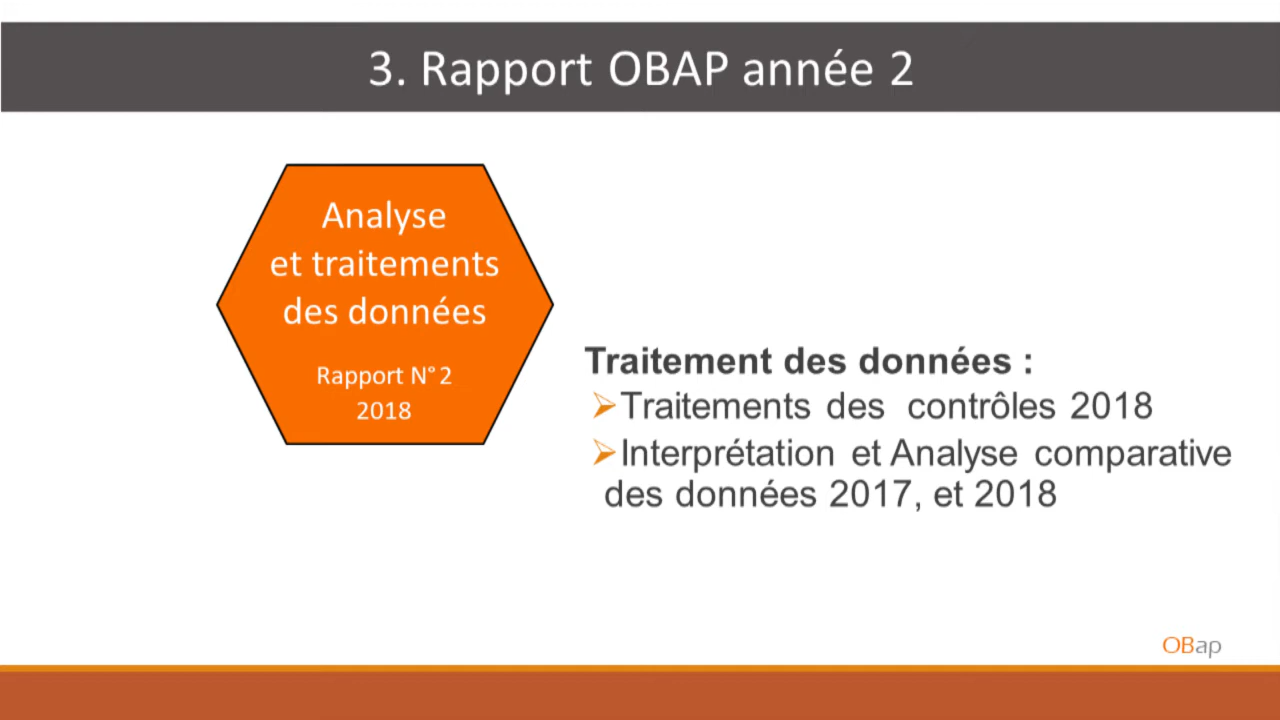 3. Rapport OBAP année 2
Analyse
et traitements
des données
Rapport N°2
2018
Traitement des données :
➢Traitements des contrôles 2018
➢Interprétation et Analyse comparative
des données 2017, et 2018
OBap